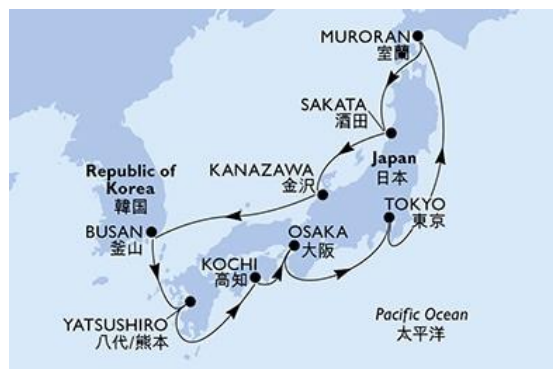 MURORAN
室蘭
SAKATA
酒田
Japan
日本
KANAZAWA
金沢
Republic of
Korea
韓国
TOKYO
東京
BUSAN
釜山
OSAKA
大阪
KOCHI
高知
YATSUSHIRO
八代/熊本
Pacific Ocean
太平洋